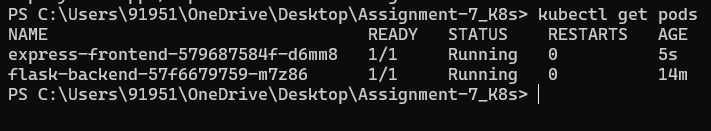 PS C:\Users\91951\OneDrive\Desktop\Assignment-7_K8s> kubectl get pods
NAME READY STATUS RESTARTS AGE
express-frontend-579687584f-d6mm8 1/1 Running 0 5s
flask-backend-57f6679759-m7z86 1/1 Running 0 14m
PS C:\Users\91951\OneDrive\Desktop\Assignment-7_K8s>